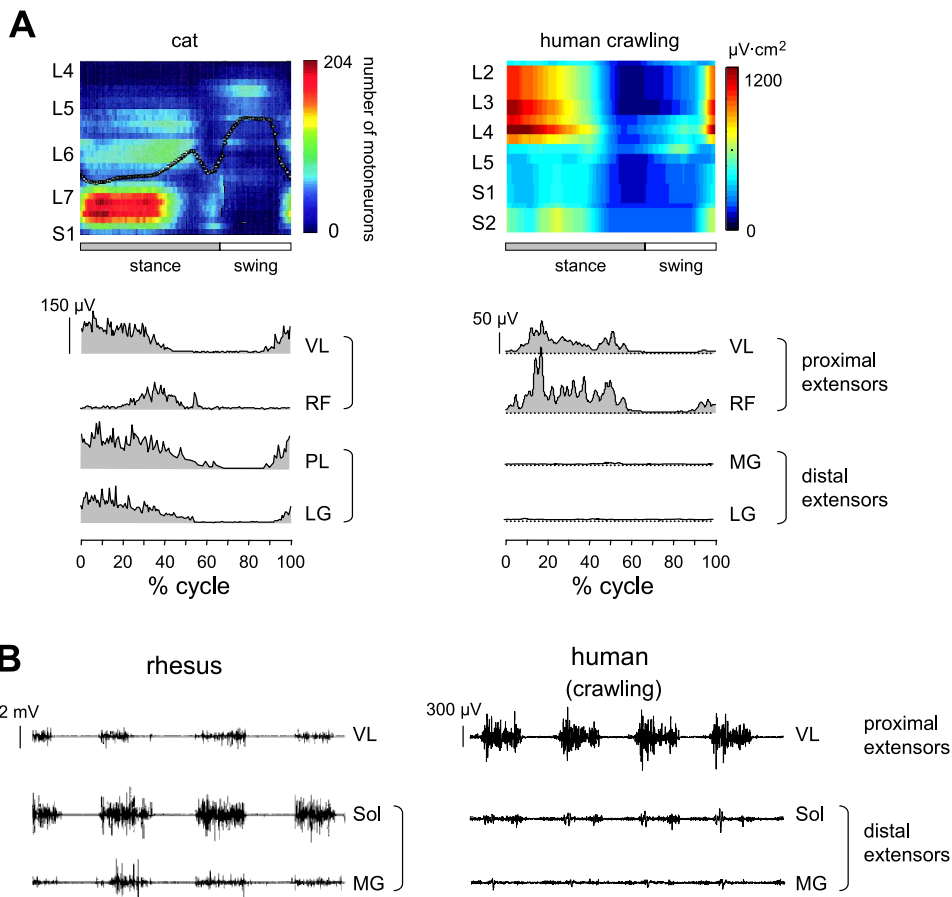 A
cat
L4
L5
L6
L7
S1
204
0
number of motoneurons
stance
swing
human crawling
L2
L3
L4
L5
S1
S2
µV·cm²
1200
0
stance
swing
150 µV
VL
RF
PL
LG
0 20 40 60 80 100
% cycle
50 µV
VL
RF
proximal
extensors
MG
LG
distal
extensors
0 20 40 60 80 100
% cycle
B
rhesus
2 mV
VL
Sol
MG
human
(crawling)
300 µV
VL
proximal
extensors
Sol
MG
distal
extensors